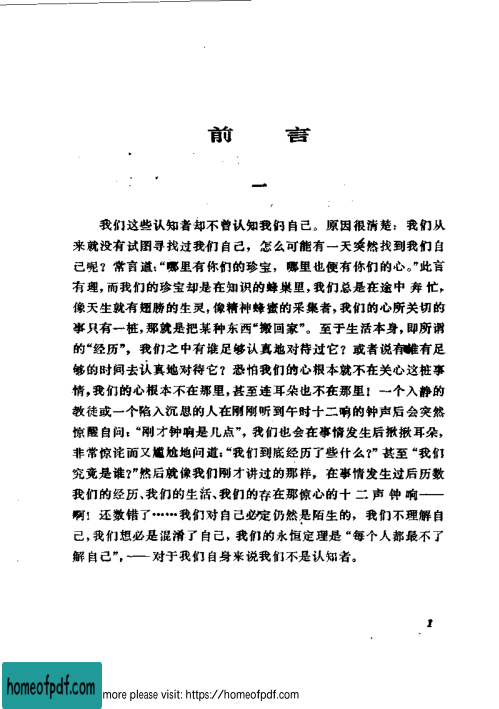 前 言
一
我们这些认知者却不曾认知我们自己。原因很清楚：我们从
来就没有试图寻找过我们自己，怎么可能有一天突然找到我们自
己呢？常言道：“哪里有你们的珍宝，哪里也便有你们的心。”此言
有理，而我们的珍宝却是在知识的蜂巢里，我们总是在途中奔忙，
像天生就有翅膀的生灵，像精神蜂蜜的采集者，我们的心所关切的
事只有一桩，那就是把某种东西“搬回家”。至于生活本身，即所谓
的“经历”，我们之中有谁足够认真地对待过它？或者说有谁有足
够的时间去认真地对待它？恐怕我们的心根本就不在关心这桩事
情，我们的心根本不在那里，甚至连耳朵也不在那里！一个入静的
教徒或一个陷入沉思的人在刚刚听到午时十二响的钟声后会突然
惊醒自问：“刚才钟响是几点”，我们也会在事情发生后揪揪耳朵，
非常惊诧而又尴尬地问道：“我们到底经历了些什么？”甚至“我们
究竟是谁？”然后就像我们刚才讲过的那样，在事情发生过后历数
我们的经历、我们的生活、我们的存在那惊心的十二声钟响——
啊！还数错了……我们对自己必定仍然是陌生的，我们不理解自
己，我们想必是混淆了自己，我们的永恒定理是“每个人都最不了
解自己”，——对于我们自身来说我们不是认知者。
1
homeofpdf.com more please visit: https://homeofpdf.com